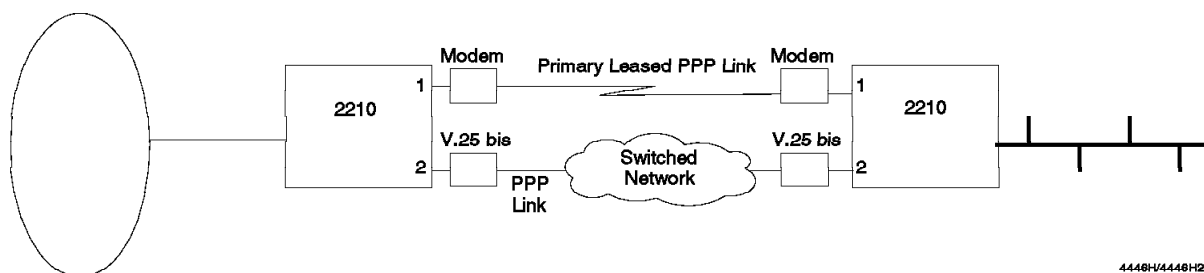 Modem
Primary Leased PPP Link
Modem
1
1
2210
2210
V.25 bis
Switched
Network
V.25 bis
2
2
PPP
Link
4446H/4446H2